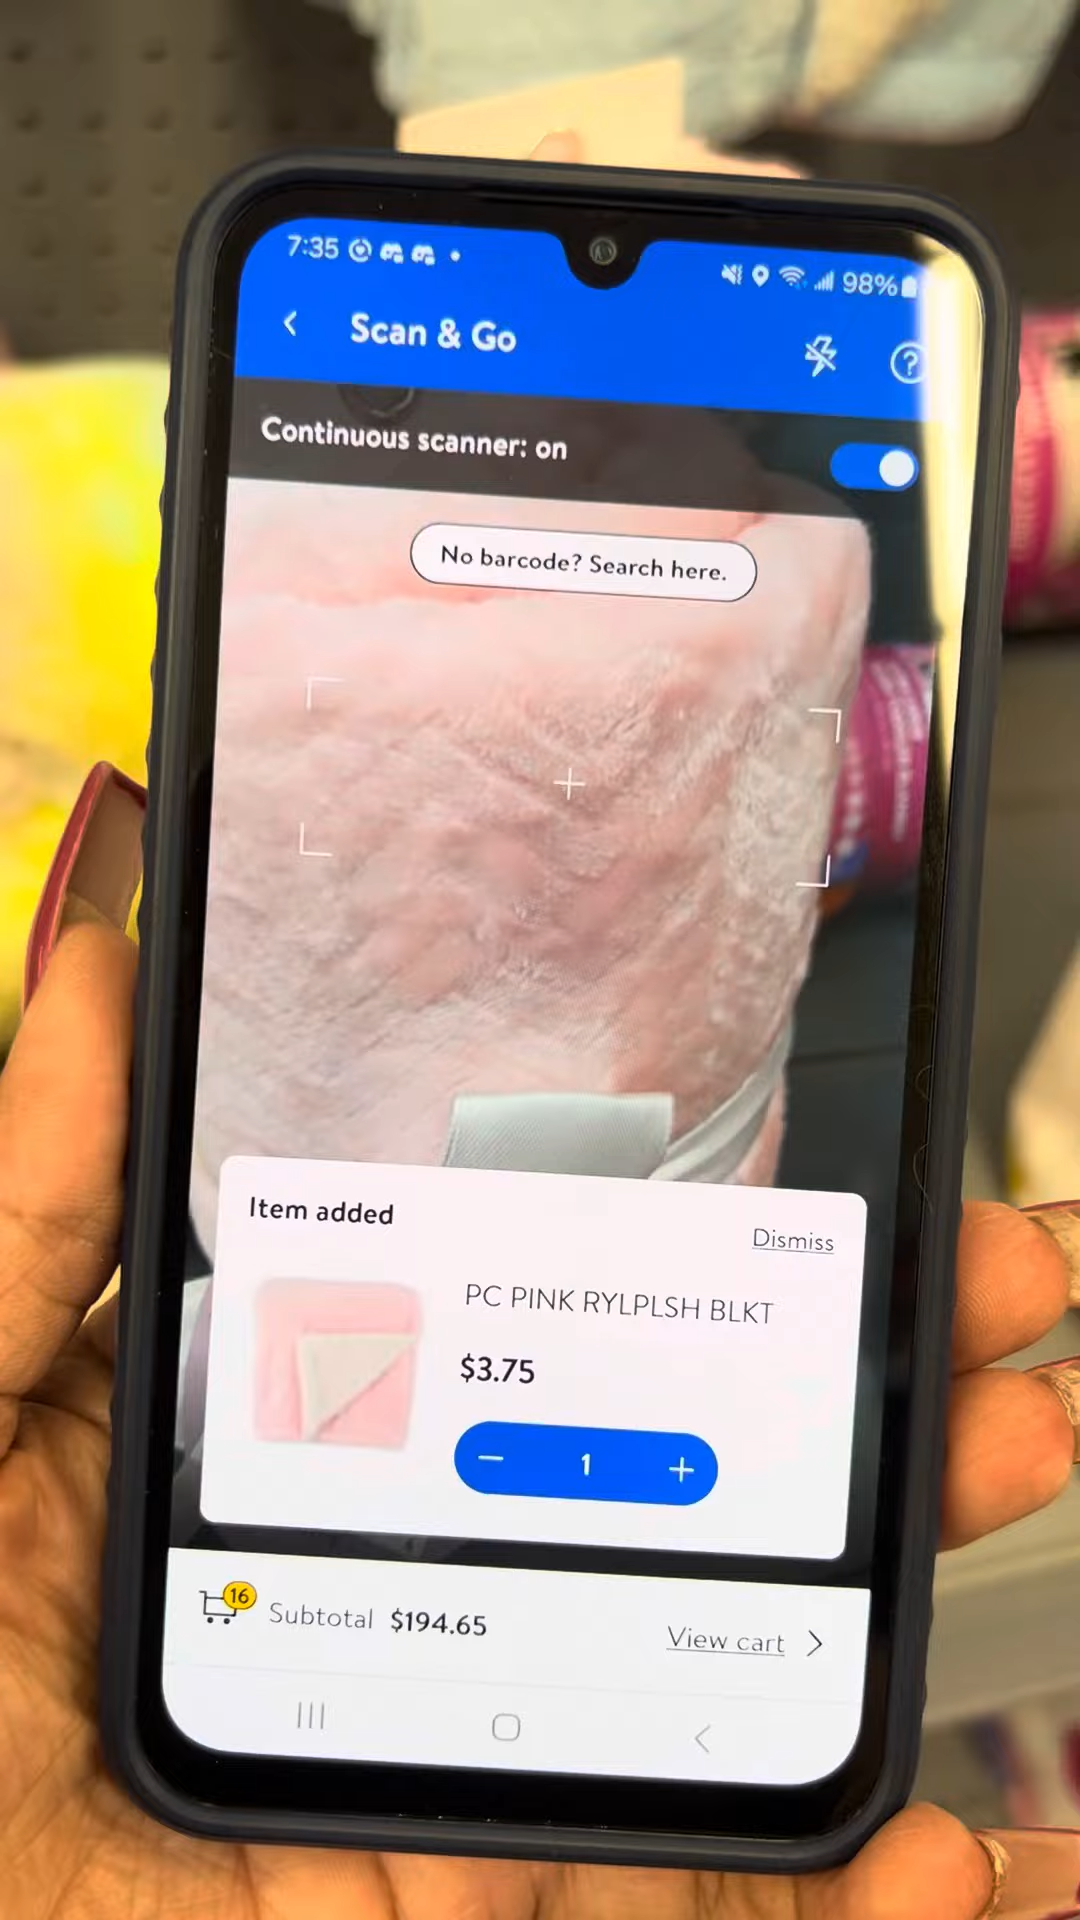 7:35
98%
Scan & Go
Continuous scanner: on
No barcode? Search here.
Item added
Dismiss
PC PINK RYLPLSH BLKT
$3.75
1
16
Subtotal $194.65
View cart